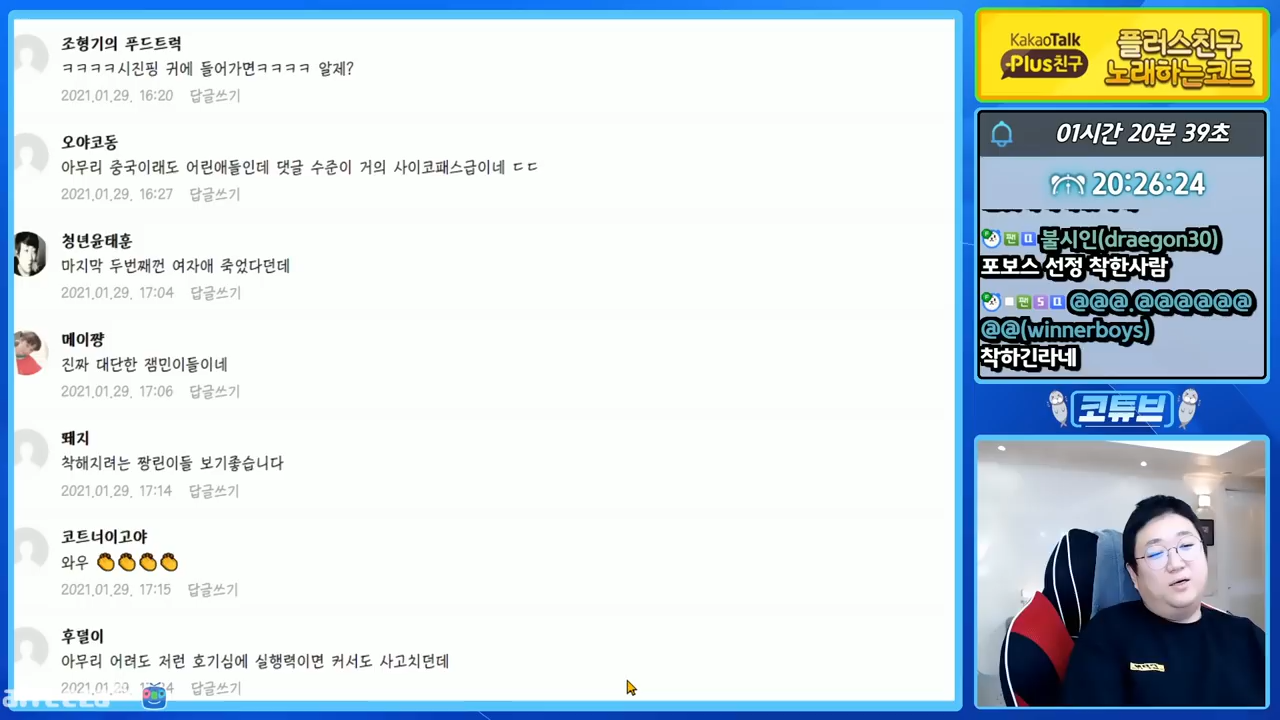 조형기의 푸드트럭
ㅋㅋㅋㅋ시진핑 귀에 들어가면ㅋㅋㅋㅋ 알제?
2021.01.29. 16:20 답글쓰기
오야코동
아무리 중국이래도 어린애들인데 댓글 수준이 거의 사이코패스급이네 ㄷㄷ
2021.01.29. 16:27 답글쓰기
청년윤태훈
마지막 두번째껀 여자애 죽었다던데
2021.01.29. 17:04 답글쓰기
메이쨩
진짜 대단한 잼민이들이네
2021.01.29. 17:06 답글쓰기
뙈지
착해지려는 짱린이들 보기좋습니다
2021.01.29. 17:14 답글쓰기
코트너이고야
와우 👏👏👏👏
2021.01.29. 17:15 답글쓰기
후덜이
아무리 어려도 저런 호기심에 실행력이면 커서도 사고치던데
2021.01.29. 답글쓰기
KakaoTalk
Plus친구
플러스친구
노래하는코트
01시간 20분 39초
20:26:24
팬 불시인(draegon30)
포보스 선정 착한사람
팬 S @@@.@@@@@@
@@(winnerboys)
착하긴라네
코튜브